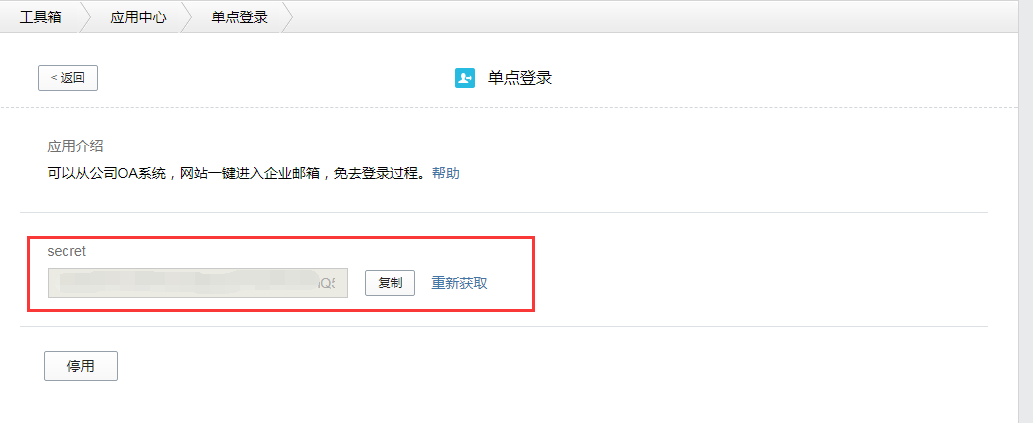 工具箱 应用中心 单点登录
< 返回 单点登录
应用介绍
可以从公司OA系统，网站一键进入企业邮箱，免去登录过程。帮助
secret
复制 重新获取
停用